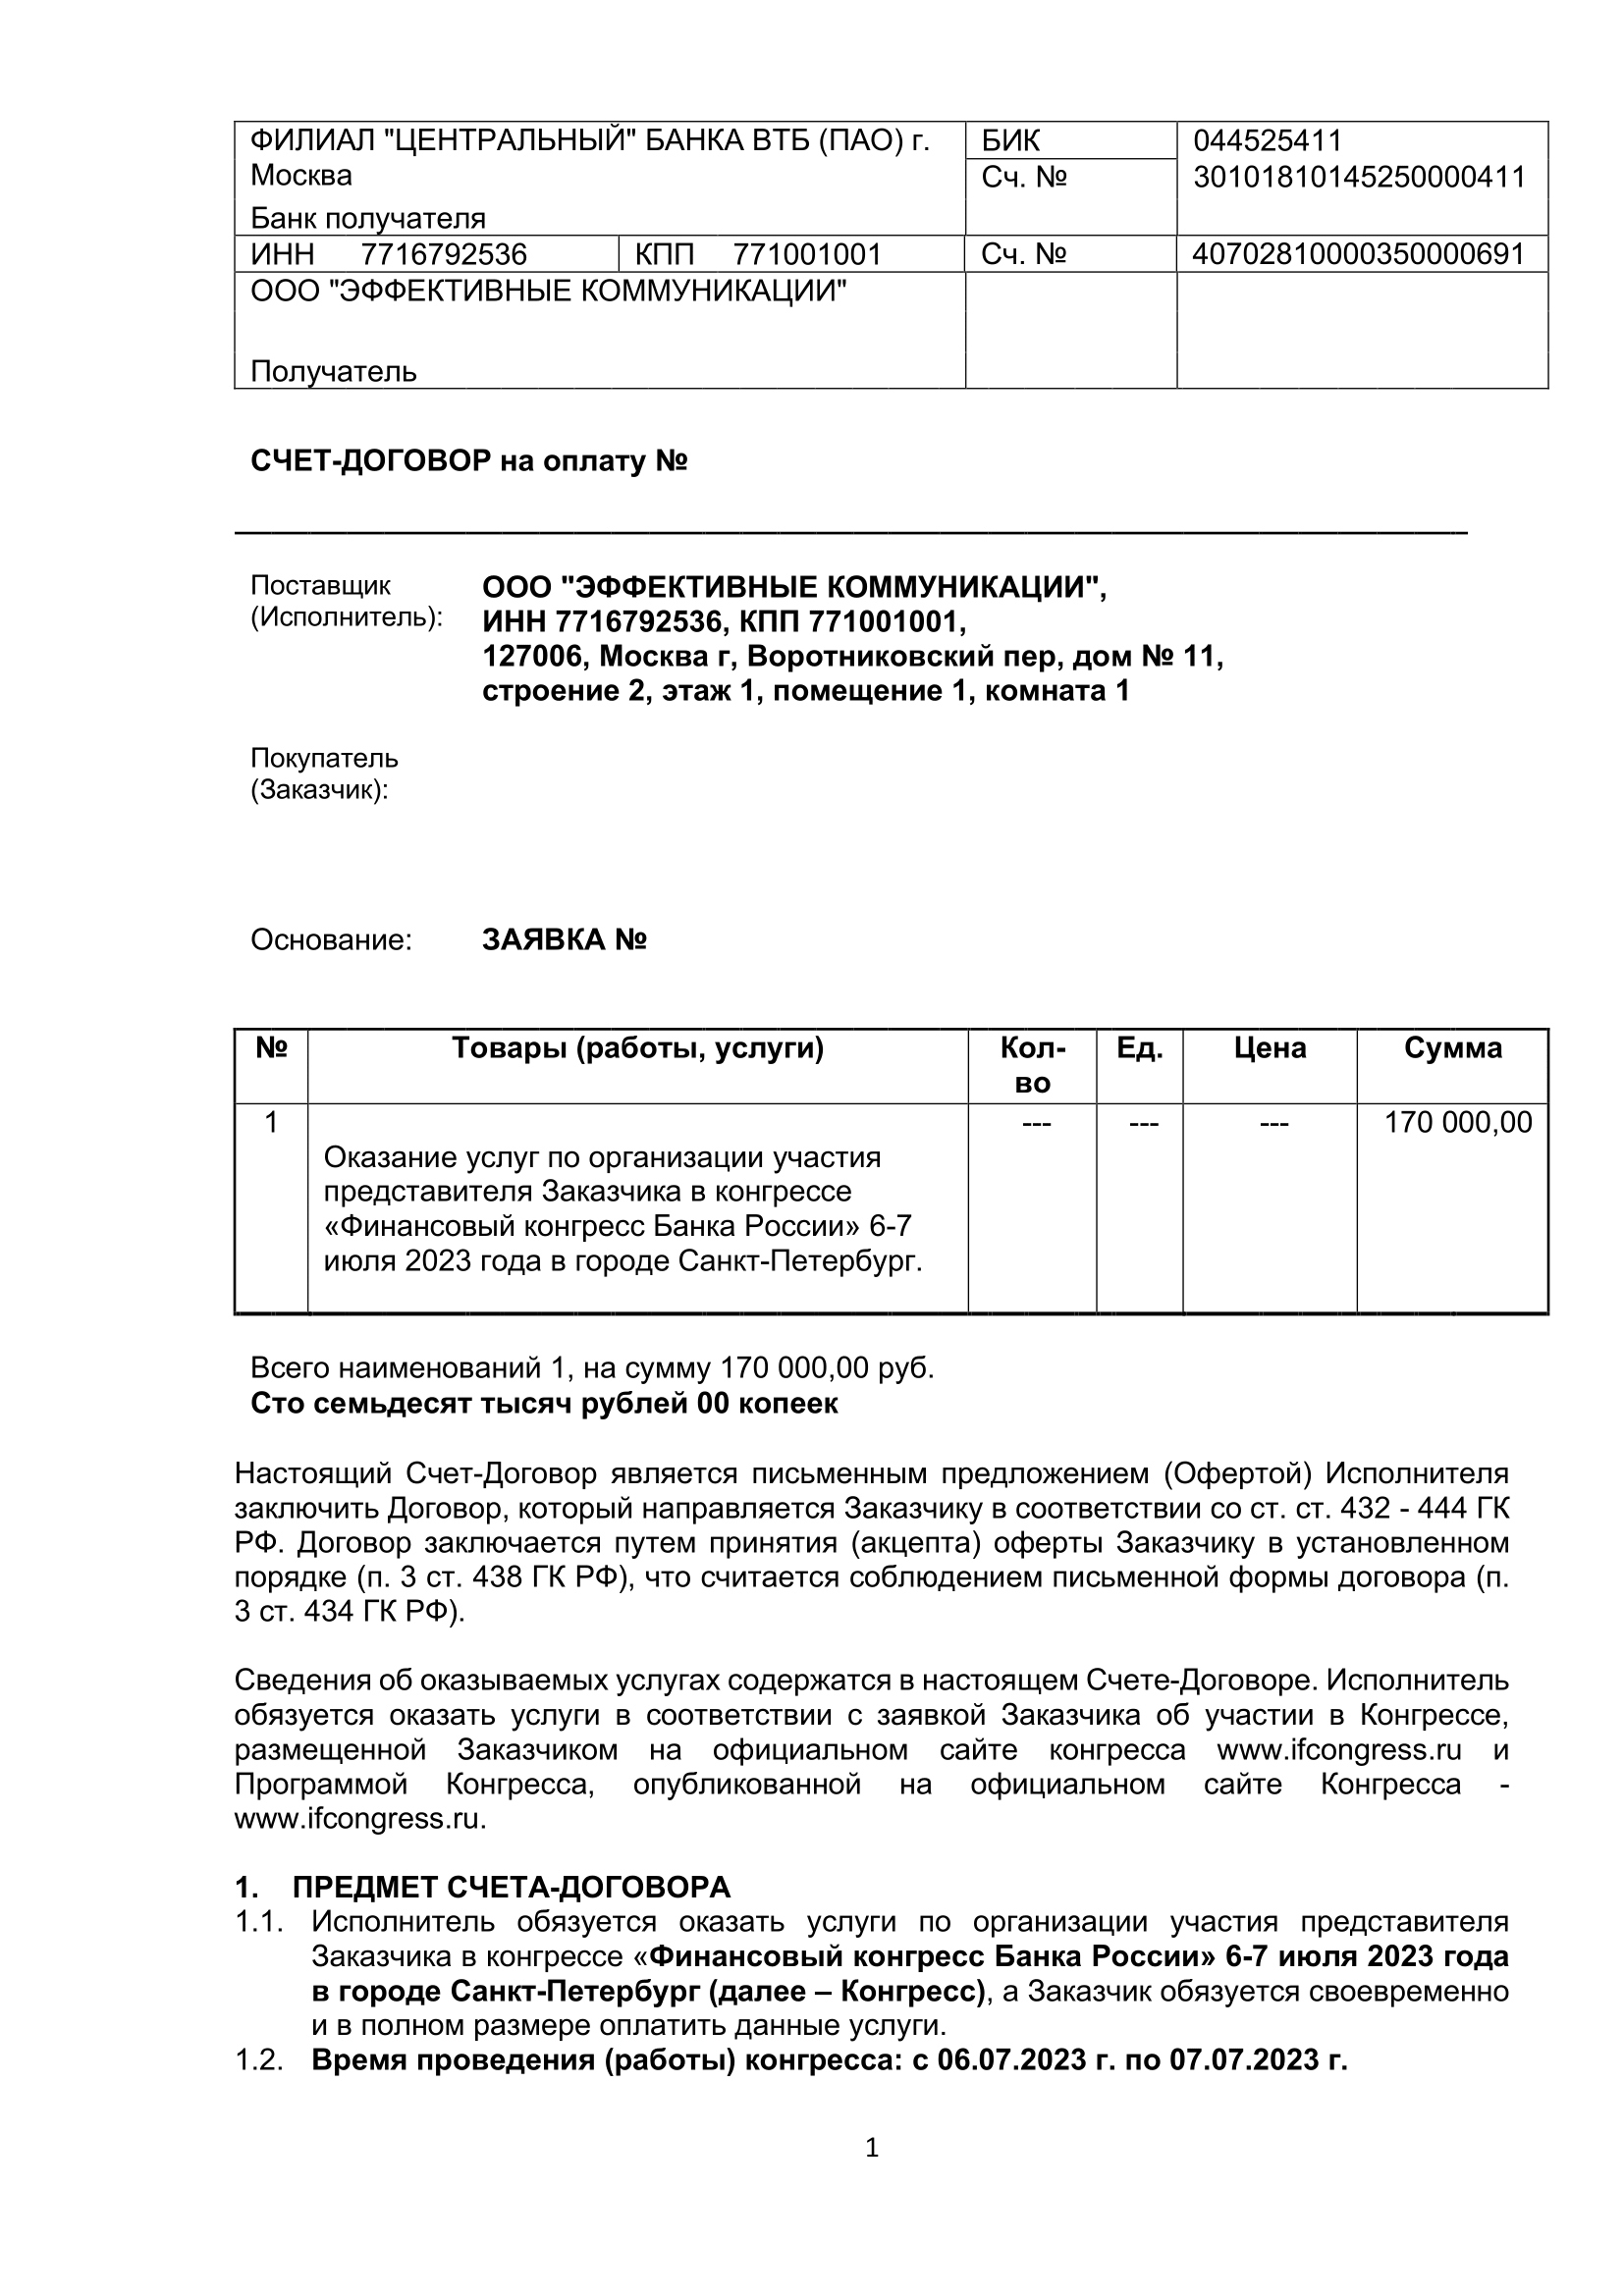 ФИЛИАЛ "ЦЕНТРАЛЬНЫЙ" БАНКА ВТБ (ПАО) г. БИК 044525411
Москва Сч. № 30101810145250000411
Банк получателя
ИНН 7716792536 КПП 771001001 Сч. № 40702810000350000691
ООО "ЭФФЕКТИВНЫЕ КОММУНИКАЦИИ"
Получатель
СЧЕТ-ДОГОВОР на оплату №
Поставщик (Исполнитель):
ООО "ЭФФЕКТИВНЫЕ КОММУНИКАЦИИ",
ИНН 7716792536, КПП 771001001,
127006, Москва г, Воротниковский пер, дом № 11,
строение 2, этаж 1, помещение 1, комната 1
Покупатель
(Заказчик):
Основание: ЗАЯВКА №
№ Товары (работы, услуги) Кол-во Ед. Цена Сумма
1 --- --- --- 170 000,00
Оказание услуг по организации участия
представителя Заказчика в конгрессе
«Финансовый конгресс Банка России» 6-7
июля 2023 года в городе Санкт-Петербург.
Всего наименований 1, на сумму 170 000,00 руб.
Сто семьдесят тысяч рублей 00 копеек
Настоящий Счет-Договор является письменным предложением (Офертой) Исполнителя
заключить Договор, который направляется Заказчику в соответствии со ст. ст. 432 - 444 ГК
РФ. Договор заключается путем принятия (акцепта) оферты Заказчику в установленном
порядке (п. 3 ст. 438 ГК РФ), что считается соблюдением письменной формы договора (п.
3 ст. 434 ГК РФ).
Сведения об оказываемых услугах содержатся в настоящем Счете-Договоре. Исполнитель
обязуется оказать услуги в соответствии с заявкой Заказчика об участии в Конгрессе,
размещенной Заказчиком на официальном сайте конгресса www.ifcongress.ru и
Программой Конгресса, опубликованной на официальном сайте Конгресса -
www.ifcongress.ru.
1. ПРЕДМЕТ СЧЕТА-ДОГОВОРА
1.1. Исполнитель обязуется оказать услуги по организации участия представителя
Заказчика в конгрессе «Финансовый конгресс Банка России» 6-7 июля 2023 года
в городе Санкт-Петербург (далее – Конгресс), а Заказчик обязуется своевременно
и в полном размере оплатить данные услуги.
1.2. Время проведения (работы) конгресса: с 06.07.2023 г. по 07.07.2023 г.
1